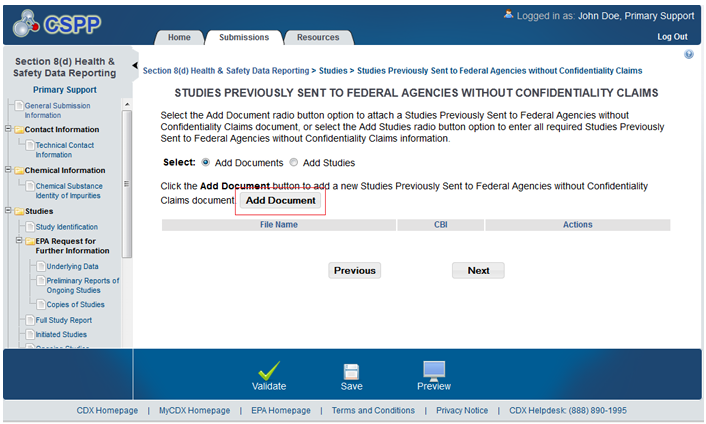 CSPP
Logged in as: John Doe, Primary Support
Home
Submissions
Resources
Log Out
Section 8(d) Health &
Safety Data Reporting
Primary Support
General Submission
Information
Contact Information
Technical Contact
Information
Chemical Information
Chemical Substance
Identity of Impurities
Studies
Study Identification
EPA Request for
Further Information
Underlying Data
Preliminary Reports of
Ongoing Studies
Copies of Studies
Full Study Report
Initiated Studies
Ongoing Studies
Section 8(d) Health & Safety Data Reporting > Studies > Studies Previously Sent to Federal Agencies without Confidentiality Claims
STUDIES PREVIOUSLY SENT TO FEDERAL AGENCIES WITHOUT CONFIDENTIALITY CLAIMS
Select the Add Document radio button option to attach a Studies Previously Sent to Federal Agencies without
Confidentiality Claims document, or select the Add Studies radio button option to enter all required Studies Previously
Sent to Federal Agencies without Confidentiality Claims information.
Select: Add Documents Add Studies
Click the Add Document button to add a new Studies Previously Sent to Federal Agencies without Confidentiality
Claims document. Add Document
File Name CBI Actions
Previous Next
Validate Save Preview
CDX Homepage | MyCDX Homepage | EPA Homepage | Terms and Conditions | Privacy Notice | CDX Helpdesk: (888) 890-1995